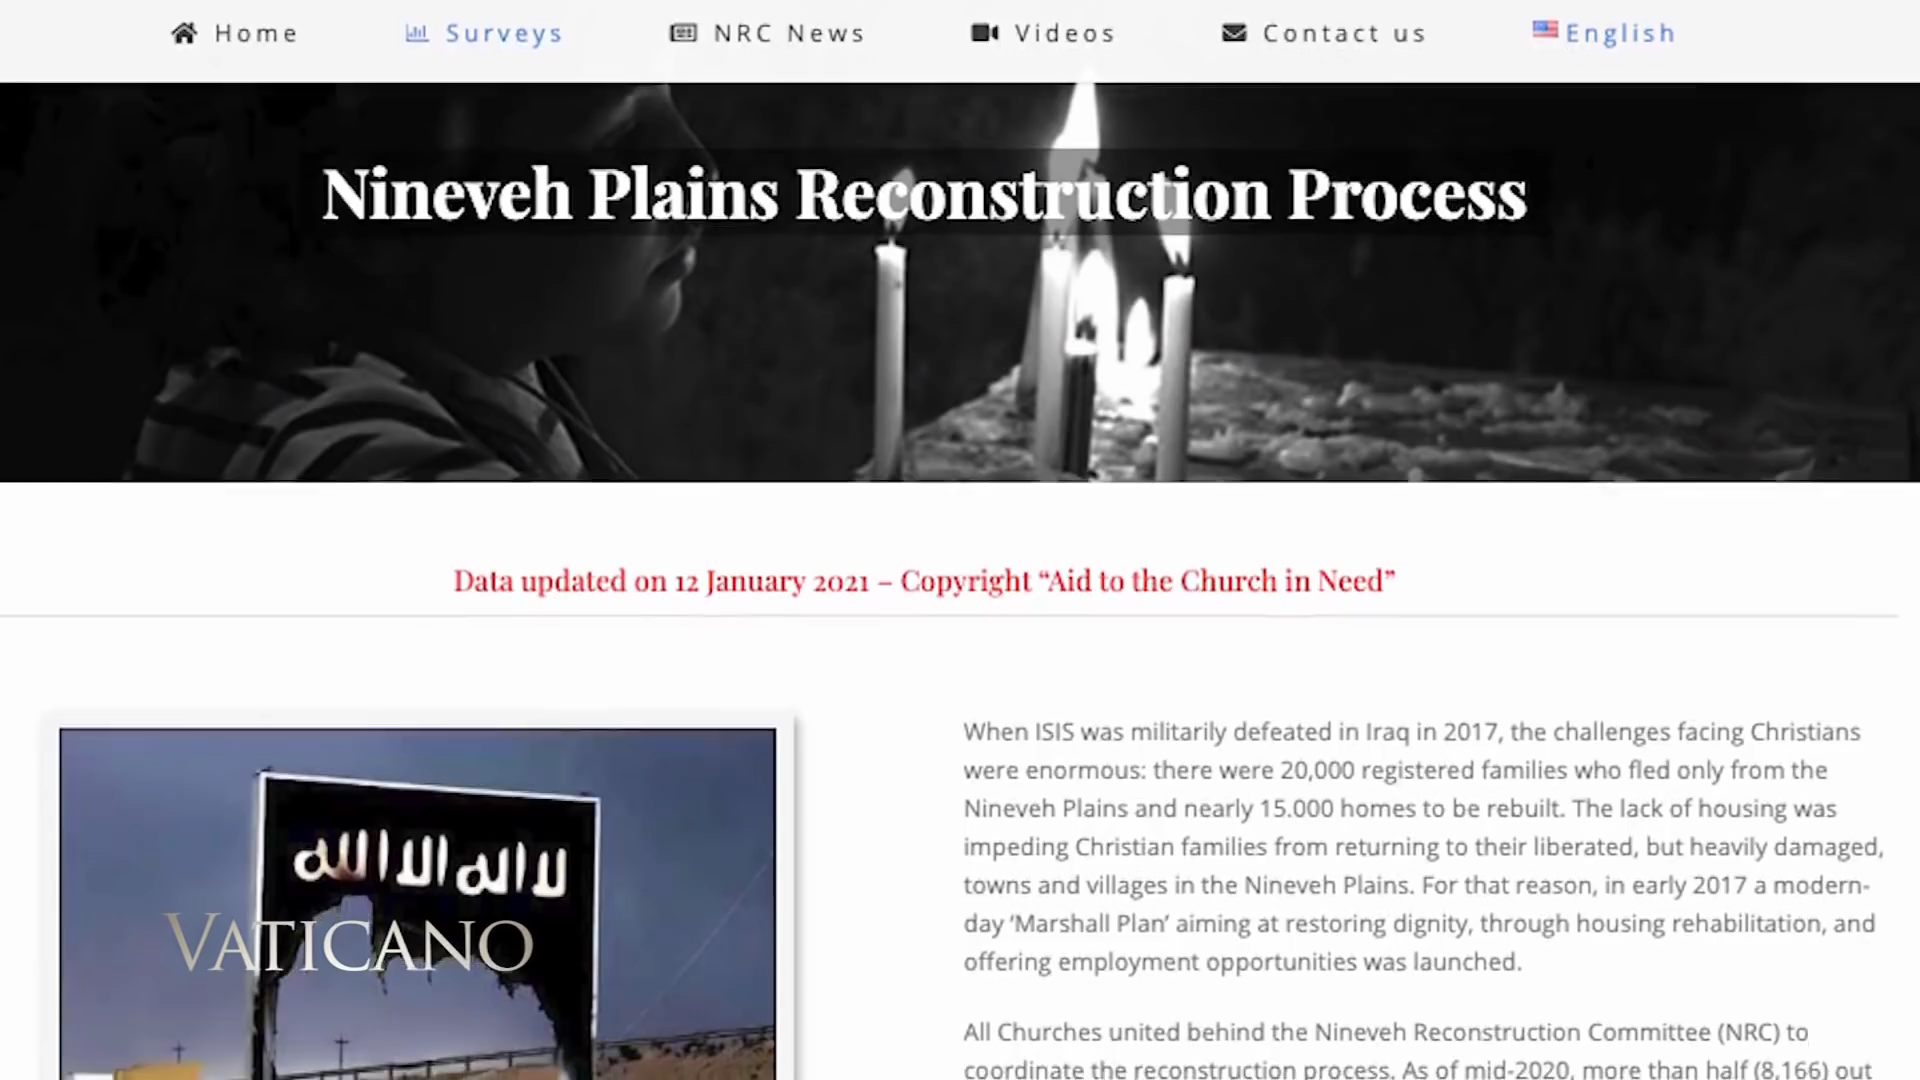 Home
Surveys
NRC News
Videos
Contact us
English
Nineveh Plains Reconstruction Process
Data updated on 12 January 2021 – Copyright “Aid to the Church in Need”
When ISIS was militarily defeated in Iraq in 2017, the challenges facing Christians
were enormous: there were 20,000 registered families who fled only from the
Nineveh Plains and nearly 15.000 homes to be rebuilt. The lack of housing was
impeding Christian families from returning to their liberated, but heavily damaged,
towns and villages in the Nineveh Plains. For that reason, in early 2017 a modern-
day ‘Marshall Plan’ aiming at restoring dignity, through housing rehabilitation, and
offering employment opportunities was launched.
All Churches united behind the Nineveh Reconstruction Committee (NRC) to
coordinate the reconstruction process. As of mid-2020, more than half (8,166) out
لا اله الا الله
VATICANO